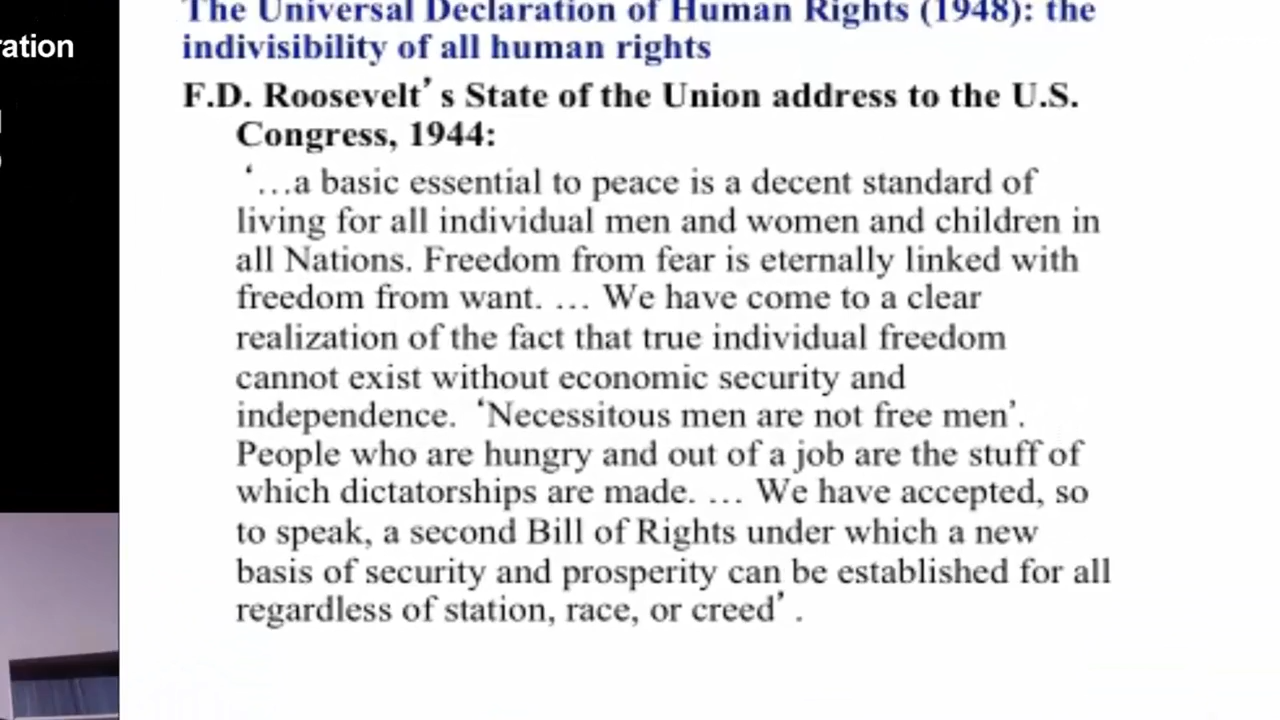 The Universal Declaration of Human Rights (1948): the
indivisibility of all human rights
F.D. Roosevelt's State of the Union address to the U.S.
Congress, 1944:
‘…a basic essential to peace is a decent standard of
living for all individual men and women and children in
all Nations. Freedom from fear is eternally linked with
freedom from want. … We have come to a clear
realization of the fact that true individual freedom
cannot exist without economic security and
independence. ‘Necessitous men are not free men’.
People who are hungry and out of a job are the stuff of
which dictatorships are made. … We have accepted, so
to speak, a second Bill of Rights under which a new
basis of security and prosperity can be established for all
regardless of station, race, or creed’ .